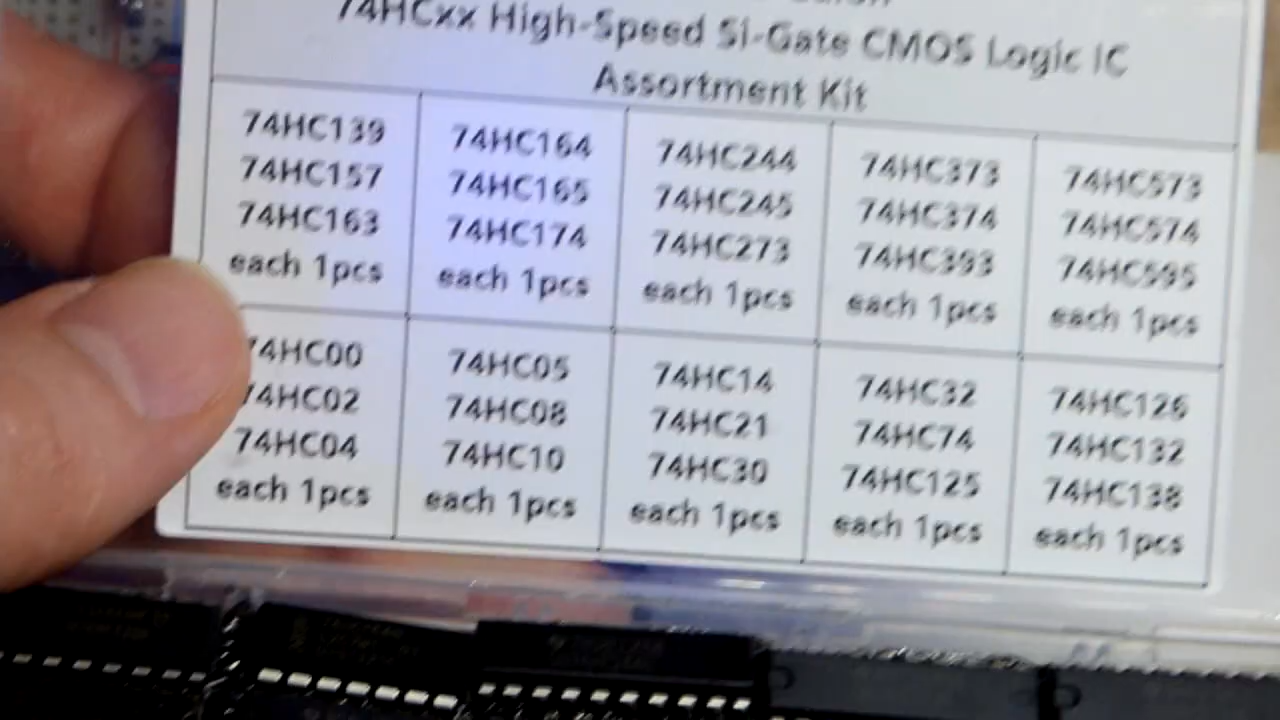 74HCxx High-Speed Si-Gate CMOS Logic IC
Assortment Kit
74HC139
74HC157
74HC163
each 1pcs
74HC164
74HC165
74HC174
each 1pcs
74HC244
74HC245
74HC273
each 1pcs
74HC373
74HC374
74HC393
each 1pcs
74HC573
74HC574
74HC595
each 1pcs
74HC00
74HC02
74HC04
each 1pcs
74HC05
74HC08
74HC10
each 1pcs
74HC14
74HC21
74HC30
each 1pcs
74HC32
74HC74
74HC125
each 1pcs
74HC126
74HC132
74HC138
each 1pcs